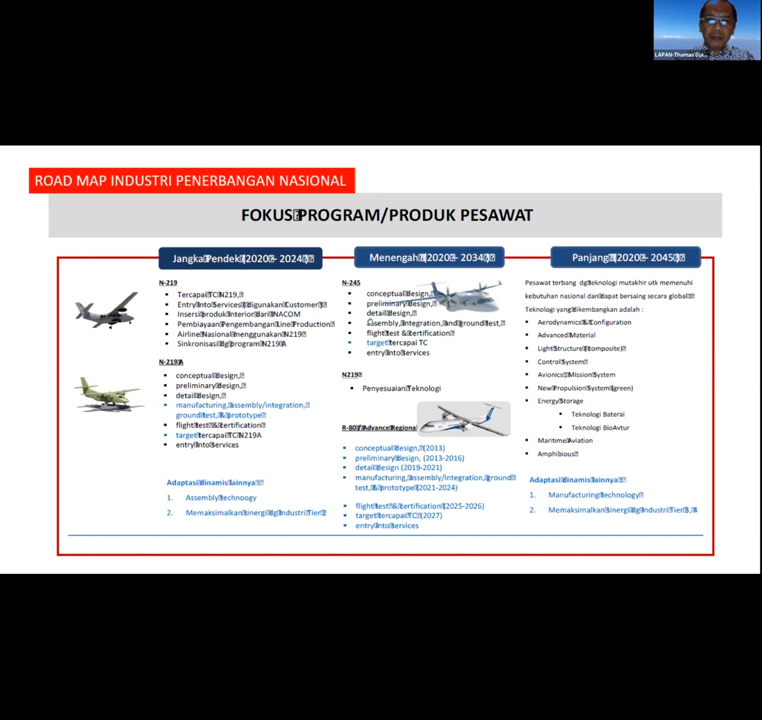 LAPAN-Thomas Dja...
ROAD MAP INDUSTRI PENERBANGAN NASIONAL
FOKUS PROGRAM/PRODUK PESAWAT
Jangka Pendek (2020 – 2024)
N-219
Tercapai TC N219,
Entry Into Services (digunakan Customer)
Insersi produk interior dari NACOM
Pembiayaan Pengembangan Line Production
Airline Nasional menggunakan N219
Sinkronisasi dg program N219A
N-219A
conceptual design,
preliminary design,
detail design,
manufacturing, assembly/integration,
ground test, & prototype
flight test & certification
target tercapai TC N219A
entry into services
Adaptasi dinamis lainnya
1. Assembly technoogy
2. Memaksimalkan sinergi dg Industri Tier 2
Menengah (2020 – 2034)
N-245
conceptual design,
preliminary design,
detail design,
assembly, integration, and ground test,
flight test & certification
target tercapai TC
entry into services
N219
Penyesuaian Teknologi
R-80 / Advance Regional
conceptual design, (2013)
preliminary design, (2013-2016)
detail design (2019-2021)
manufacturing, assembly/integration, ground
test, & prototype (2021-2024)
flight test & certification (2025-2026)
target tercapai TC (2027)
entry into services
Panjang (2020 – 2045)
Pesawat terbang dg teknologi mutakhir utk memenuhi
kebutuhan nasional dan dapat bersaing secara global
Teknologi yang dikembangkan adalah :
Aerodynamics & Configuration
Advanced Material
Light Structure (composite)
Control System
Avionics & Mission System
New Propulsion System (green)
Energy Storage
Teknologi Baterai
Teknologi BioAvtur
Maritime Aviation
Amphibious
Adaptasi dinamis lainnya
1. Manufacturing technology
2. Memaksimalkan sinergi dg Industri Tier 3, 4